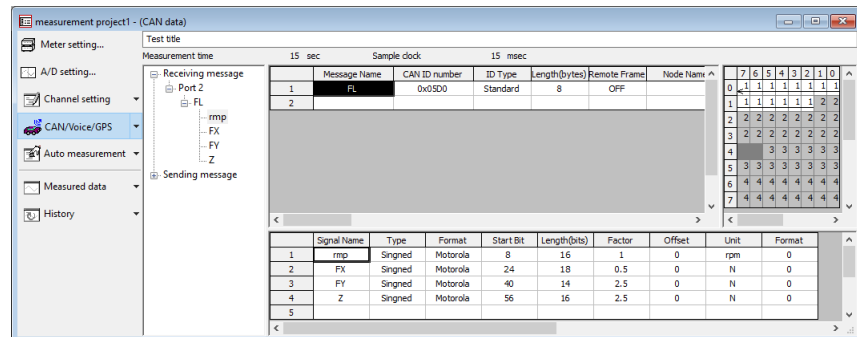 measurement project1 - (CAN data)
Meter setting...
A/D setting...
Channel setting
CAN/Voice/GPS
Auto measurement
Measured data
History
Test title
Measurement time 15 sec Sample clock 15 msec
Receiving message
Port 2
FL
rmp
FX
FY
Z
Sending message
Message Name CAN ID number ID Type Length(bytes) Remote Frame Node Name
1 FL 0x05D0 Standard 8 OFF
2
7 6 5 4 3 2 1 0
0 1 1 1 1 1 1 1 1
1 1 1 1 1 1 1 2 2
2 2 2 2 2 2 2 2 2
3 2 2 2 2 2 2 2 2
4 3 3 3 3 3 3
5 3 3 3 3 3 3 3 3
6 4 4 4 4 4 4 4 4
7 4 4 4 4 4 4 4 4
Signal Name Type Format Start Bit Length(bits) Factor Offset Unit Format
1 rmp Singned Motorola 8 16 1 0 rpm 0
2 FX Singned Motorola 24 18 0.5 0 N 0
3 FY Singned Motorola 40 14 2.5 0 N 0
4 Z Singned Motorola 56 16 2.5 0 N 0
5